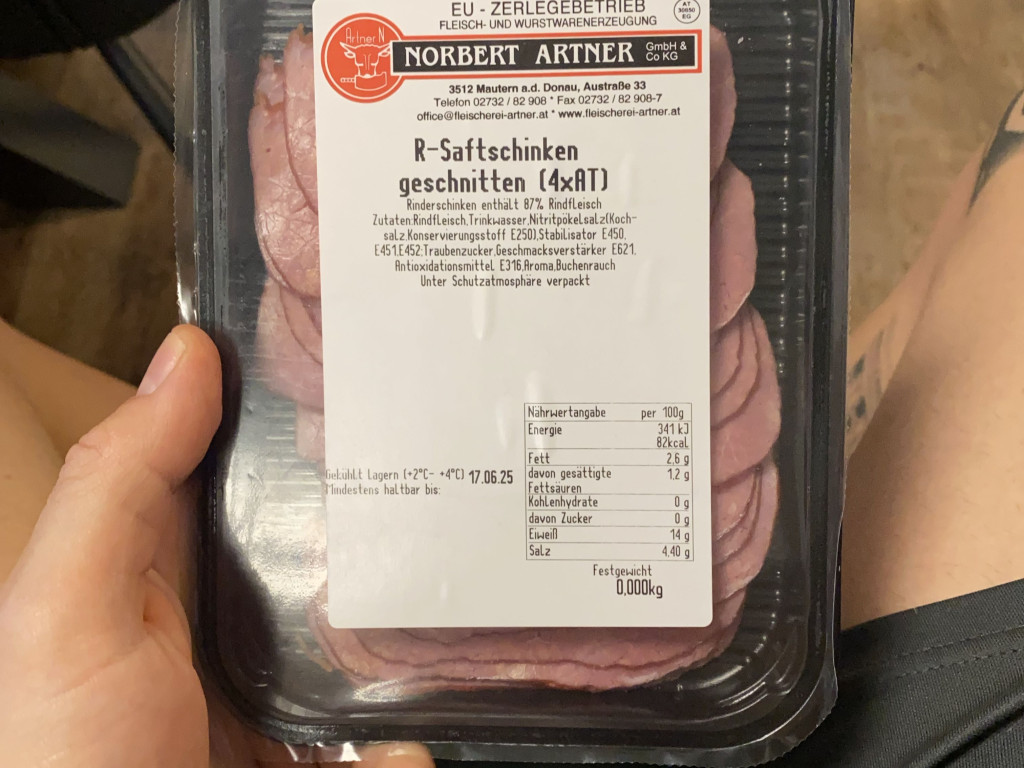 EU - ZERLEGEBETRIEB
FLEISCH- UND WURSTWARENERZEUGUNG
AT
30650
EG
Artner N
NORBERT ARTNER GmbH & Co KG
3512 Mautern a.d. Donau, Austraße 33
Telefon 02732 / 82 908 * Fax 02732 / 82 908-7
office@fleischerei-artner.at * www.fleischerei-artner.at
R-Saftschinken
geschnitten (4xAT)
Rinderschinken enthält 87% Rindfleisch
Zutaten:Rindfleisch,Trinkwasser,Nitritpökelsalz(Koch-
salz,Konservierungsstoff E250),Stabilisator E450,
E451,E452,Traubenzucker,Geschmacksverstärker E621,
Antioxidationsmittel E316,Aroma,Buchenrauch
Unter Schutzatmosphäre verpackt
Nährwertangabe per 100g
Energie 341 kJ
82kcal
Fett 2,6 g
davon gesättigte 1,2 g
Fettsäuren
Kohlenhydrate 0 g
davon Zucker 0 g
Eiweiß 14 g
Salz 4,40 g
Gekühlt lagern (+2°C- +4°C) 17.06.25
Mindestens haltbar bis:
Festgewicht
0,000kg